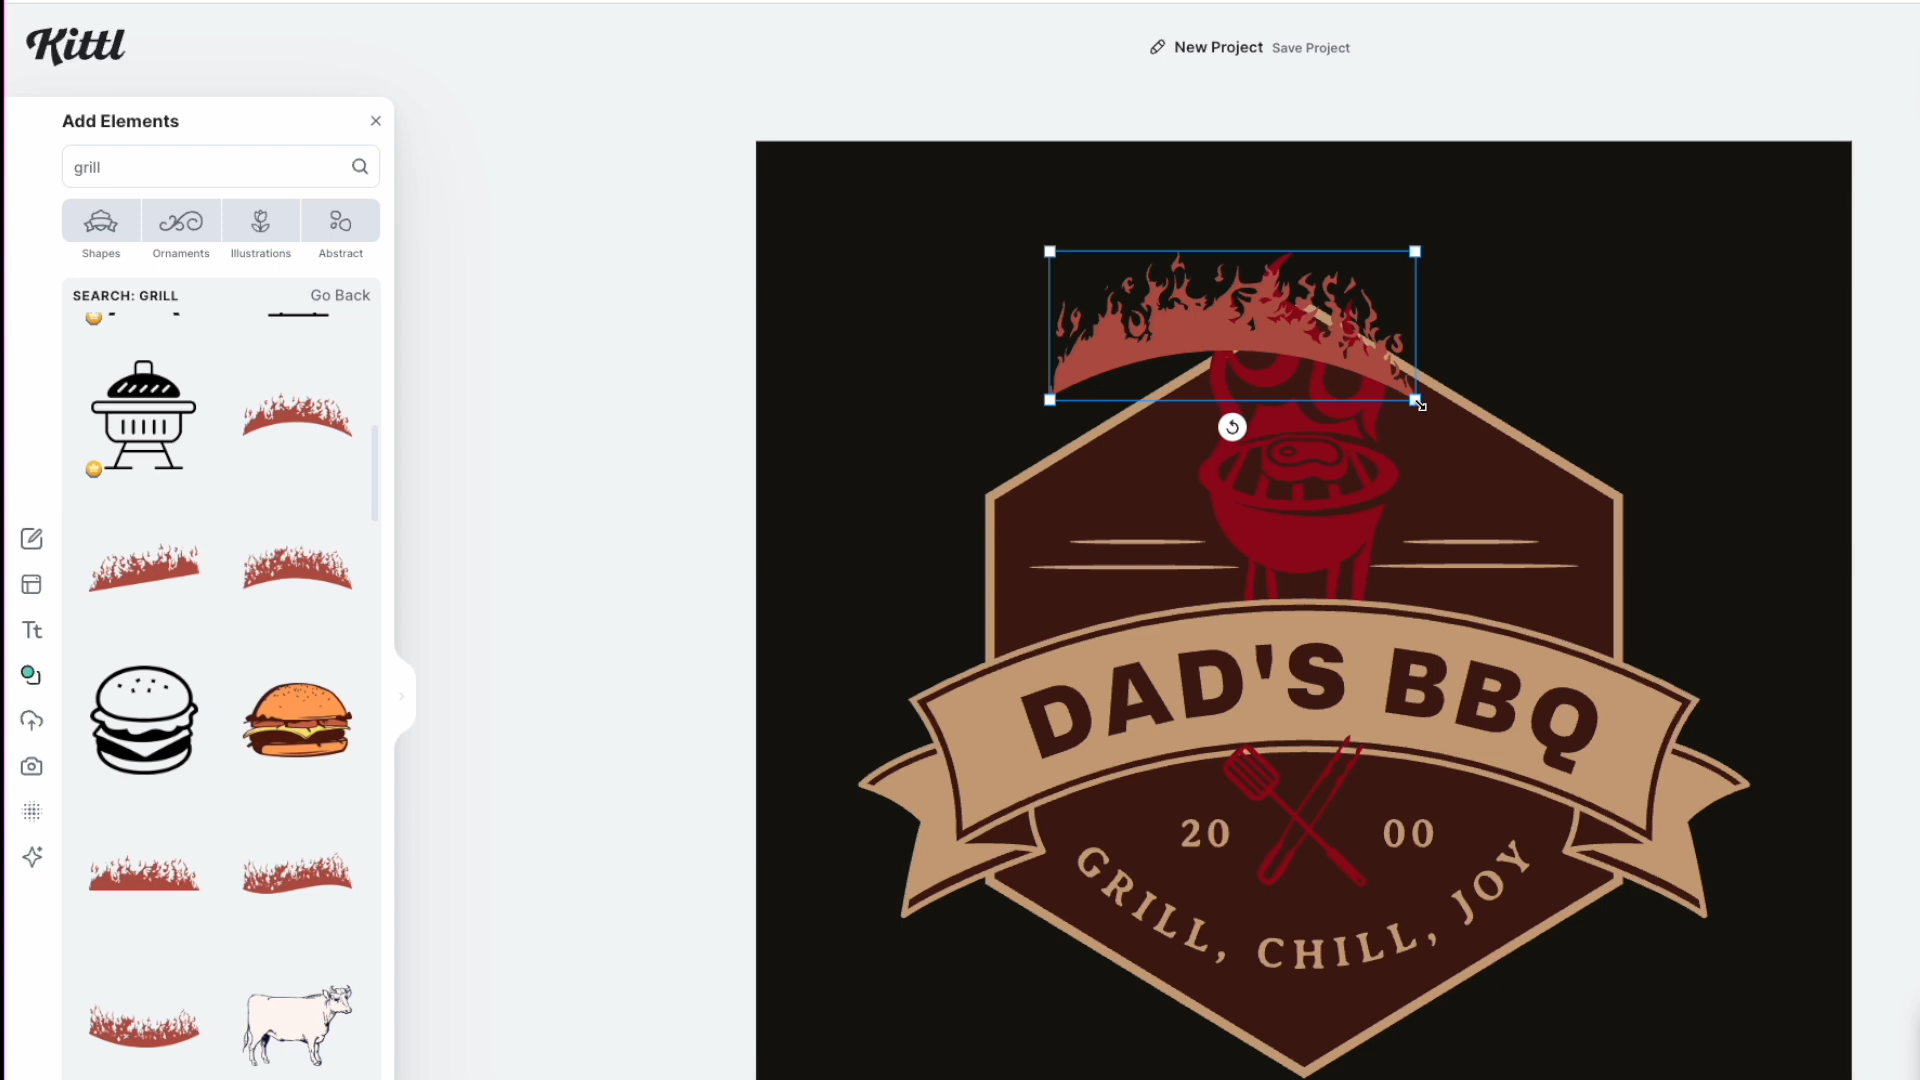 Kittl
New Project Save Project
Add Elements
grill
Shapes Ornaments Illustrations Abstract
SEARCH: GRILL Go Back
Tt
DAD'S BBQ
20 00
GRILL, CHILL, JOY